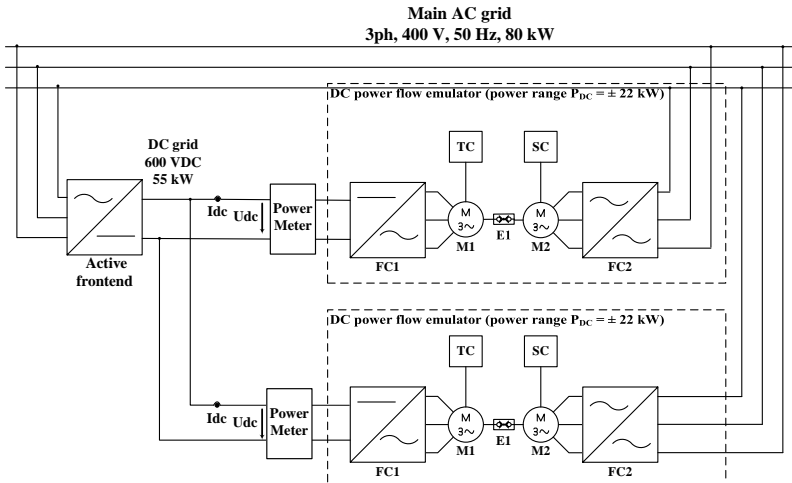 Main AC grid
3ph, 400 V, 50 Hz, 80 kW
DC power flow emulator (power range PDC = ± 22 kW)
DC grid
600 VDC
55 kW
TC
SC
Idc
Udc
Power
Meter
M
3~
M
3~
E1
M1
M2
Active
frontend
FC1
FC2
DC power flow emulator (power range PDC = ± 22 kW)
TC
SC
Idc
Udc
Power
Meter
M
3~
M
3~
E1
M1
M2
FC1
FC2